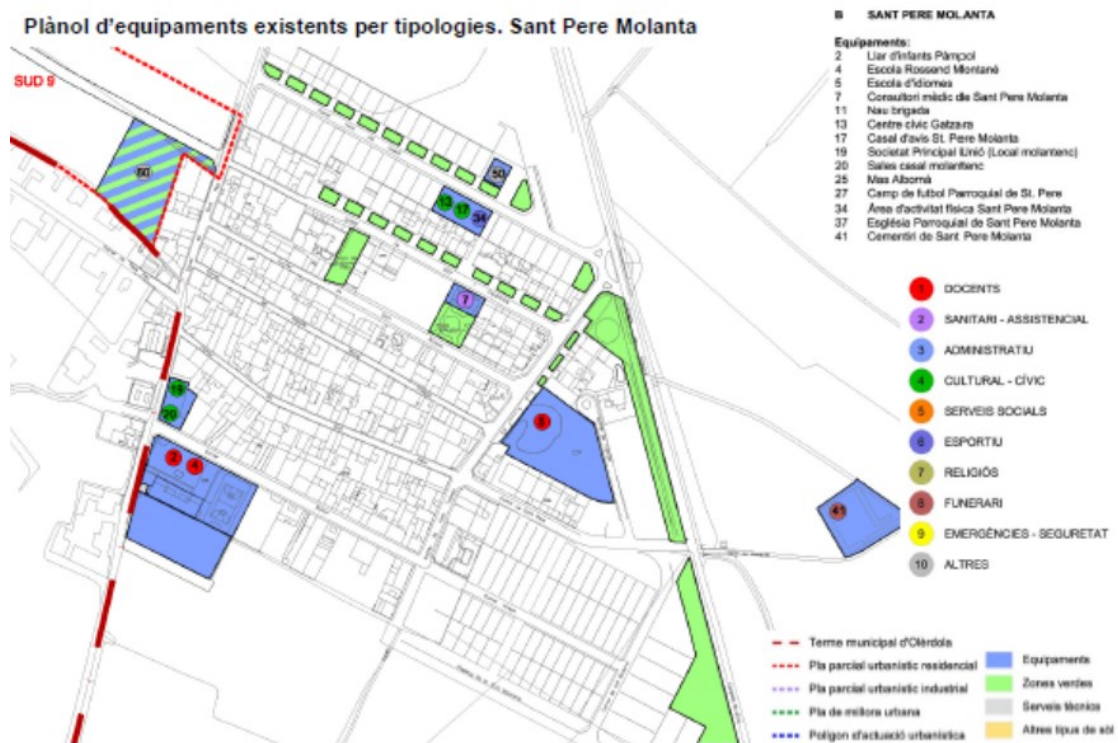 Plànol d'equipaments existents per tipologies. Sant Pere Molanta
B SANT PERE MOLANTA
Equipaments:
2 Llar d'infants Pàmpol
4 Escola Rossend Montané
5 Escola d'idiomes
7 Consultori mèdic de Sant Pere Molanta
11 Nau brigada
13 Centre cívic Gatzara
17 Casal d'avis St. Pere Molanta
19 Societat Principal Unió (Local molantenc)
20 Sales casal molantenc
25 Mas Albornà
27 Camp de futbol Parroquial de St. Pere
34 Àrea d'activitat física Sant Pere Molanta
37 Església Parroquial de Sant Pere Molanta
41 Cementiri de Sant Pere Molanta
SUD 9
50
13 17 34
7
19
20
2 4
41
1 DOCENTS
2 SANITARI - ASSISTENCIAL
3 ADMINISTRATIU
4 CULTURAL - CÍVIC
5 SERVEIS SOCIALS
6 ESPORTIU
7 RELIGIÓS
8 FUNERARI
9 EMERGÈNCIES - SEGURETAT
10 ALTRES
Terme municipal d'Olèrdola
Pla parcial urbanístic residencial
Pla parcial urbanístic industrial
Pla de millora urbana
Polígon d'actuació urbanística
Equipaments
Zones verdes
Serveis tècnics
Altres tipus de sòl